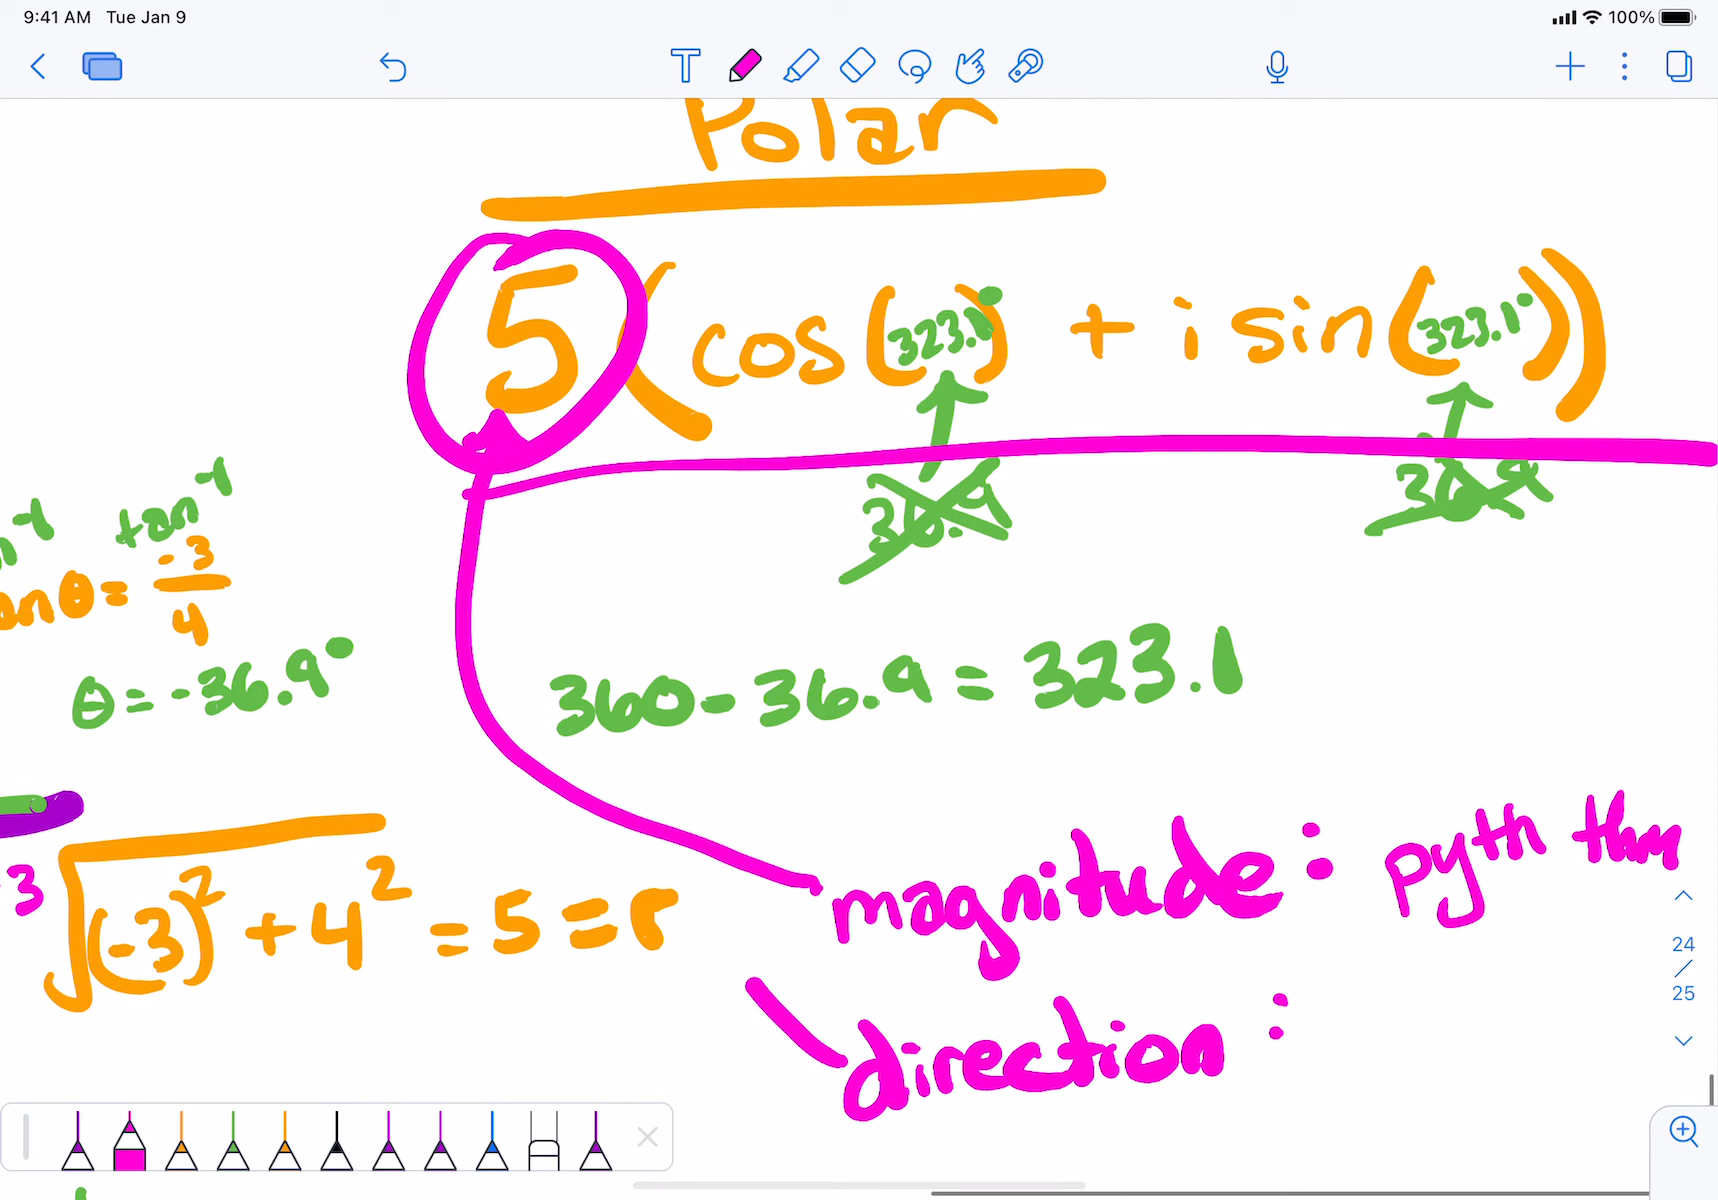 9:41 AM Tue Jan 9
100%
Polar
5 (cos(323.1°) + i sin(323.1°))
tan⁻¹
36.9
36.9
tanθ = -3/4
θ = -36.9°
360 - 36.9 = 323.1
-3
√(-3)² + 4² = 5 = r
magnitude: pyth thm
direction:
24
/
25